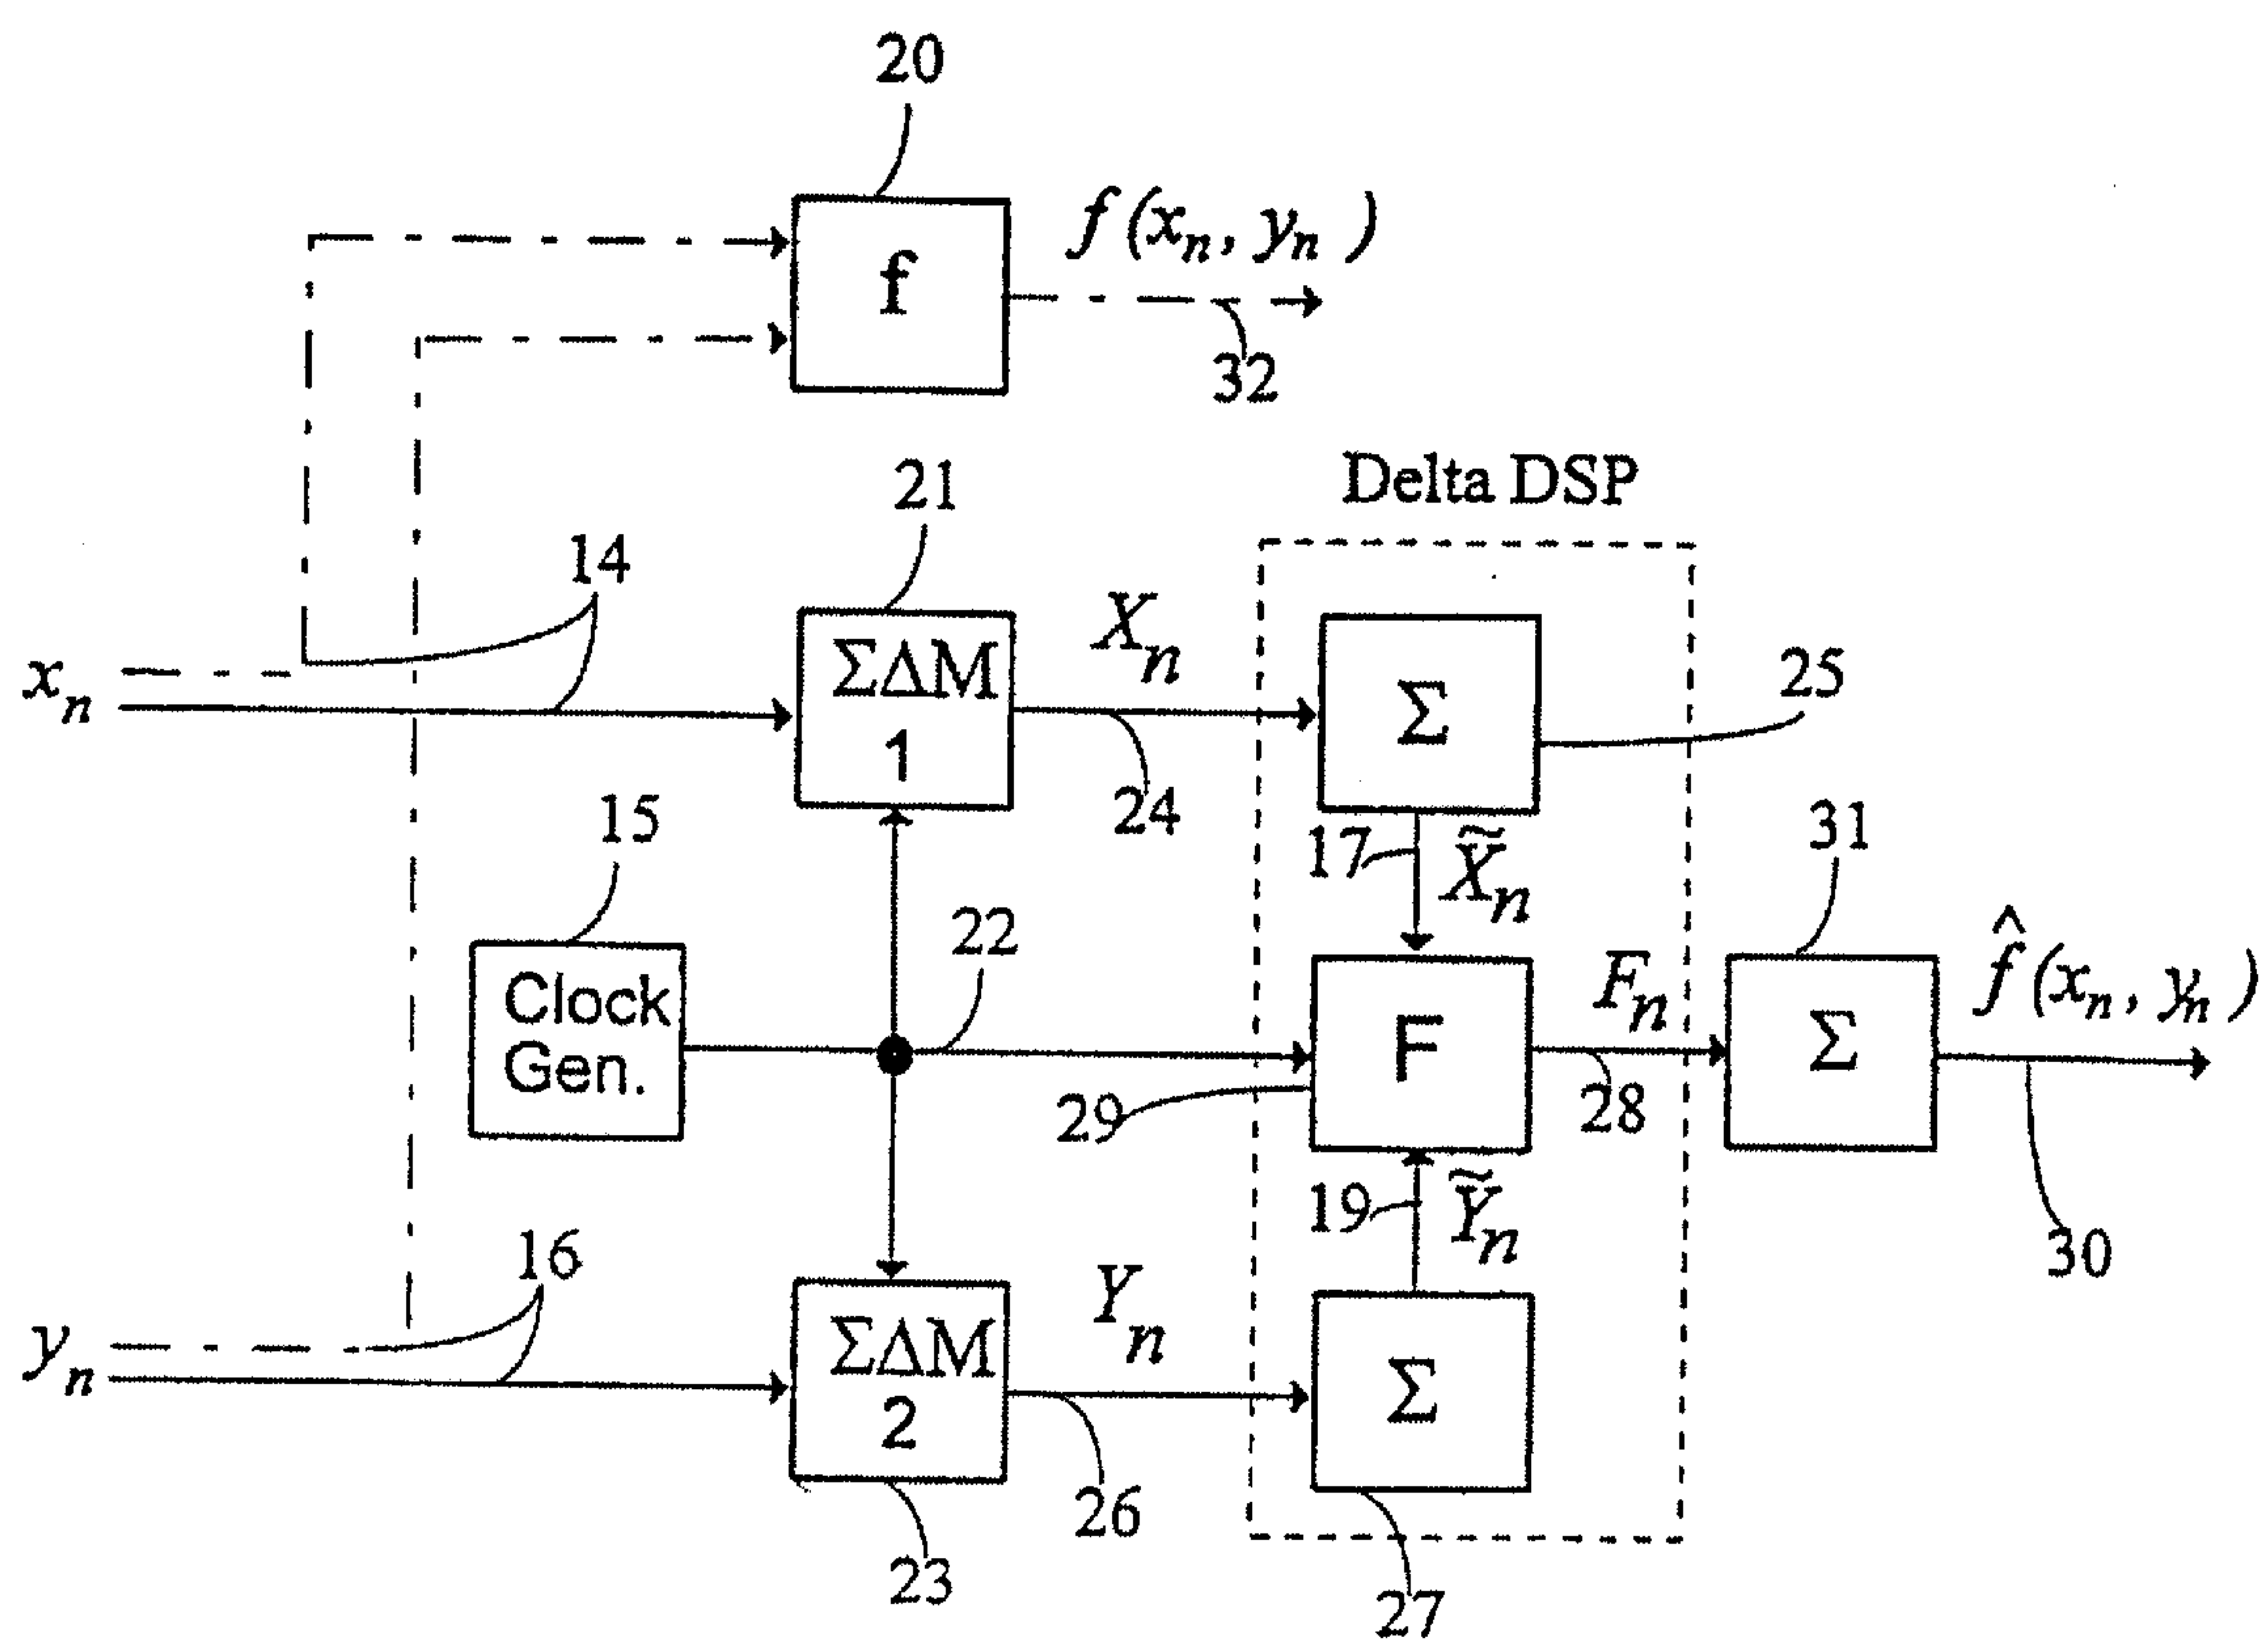 20
f
f(xₙ, yₙ)
32
Delta DSP
21
14
xₙ
ΣΔM
1
Xₙ
24
Σ
25
15
Clock
Gen.
22
17
X̃ₙ
31
F
Fₙ
28
29
Σ
f̂(xₙ, yₙ)
30
19
Ỹₙ
16
yₙ
ΣΔM
2
Yₙ
26
Σ
23
27